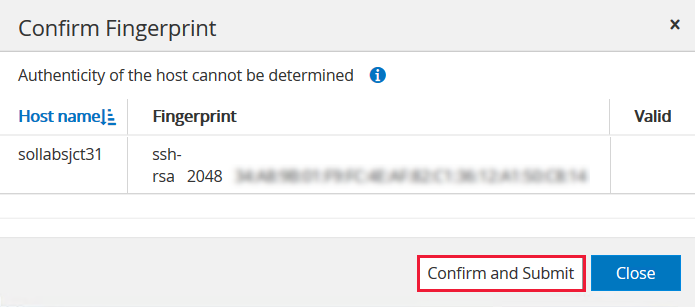 Confirm Fingerprint ×
Authenticity of the host cannot be determined i
Host name Fingerprint Valid
sollabsjct31 ssh-
rsa 2048
Confirm and Submit Close